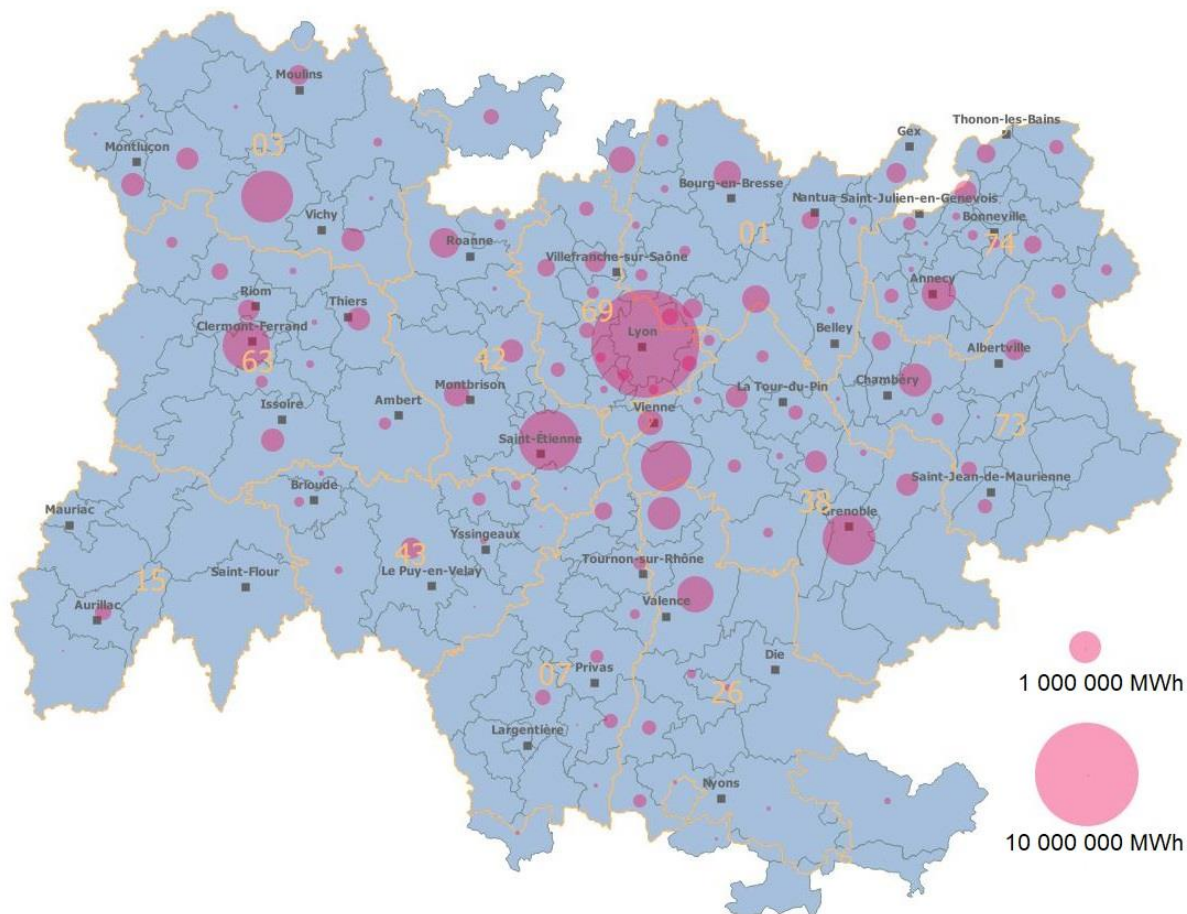 Moulins
Gex
Thonon-les-Bains
03
Montluçon
Bourg-en-Bresse
Nantua
Saint-Julien-en-Genevois
Vichy
Bonneville
01
74
Roanne
Villefranche-sur-Saône
Annecy
Riom
69
Thiers
Clermont-Ferrand
Lyon
Belley
63
42
Albertville
Chambéry
Montbrison
La Tour-du-Pin
Issoire
Ambert
Vienne
73
Saint-Étienne
Saint-Jean-de-Maurienne
Brioude
38
Mauriac
Grenoble
Yssingeaux
43
Tournon-sur-Rhône
Saint-Flour
Le Puy-en-Velay
15
Valence
Aurillac
Die
07
Privas
1 000 000 MWh
26
Largentière
Nyons
10 000 000 MWh